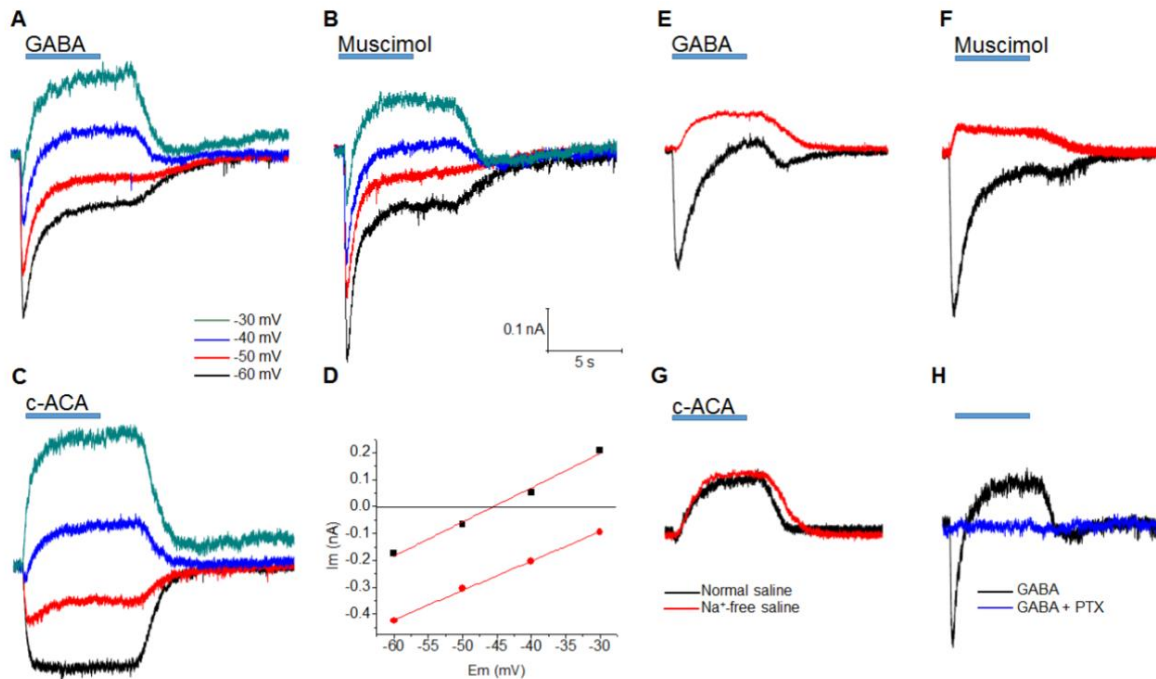 A
GABA
B
Muscimol
E
GABA
F
Muscimol
-30 mV
-40 mV
-50 mV
-60 mV
0.1 nA
5 s
C
c-ACA
D
0.2
0.1
0.0
-0.1
-0.2
-0.3
-0.4
Im (nA)
-60 -55 -50 -45 -40 -35 -30
Em (mV)
G
c-ACA
Normal saline
Na⁺-free saline
H
GABA
GABA + PTX